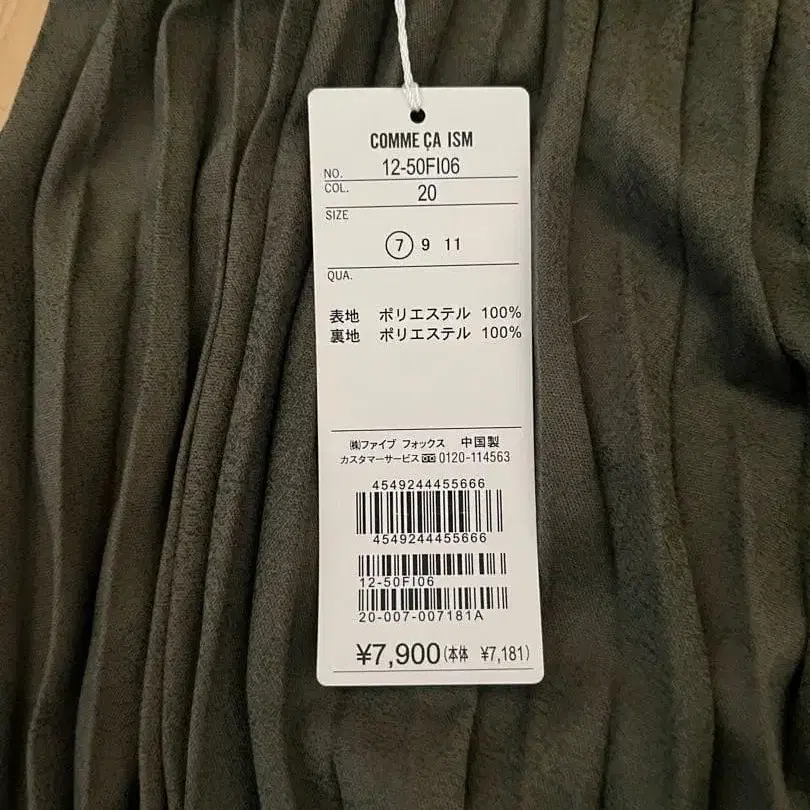 COMME ÇA ISM
NO. 12-50FI06
COL. 20
SIZE
7 9 11
QUA.
表地 ポリエステル 100%
裏地 ポリエステル 100%
㈱ファイブ フォックス 中国製
カスタマーサービス 0120-114563
4549244455666
4549244455666
12-50FI06
20-007-007181A
¥7,900(本体 ¥7,181)